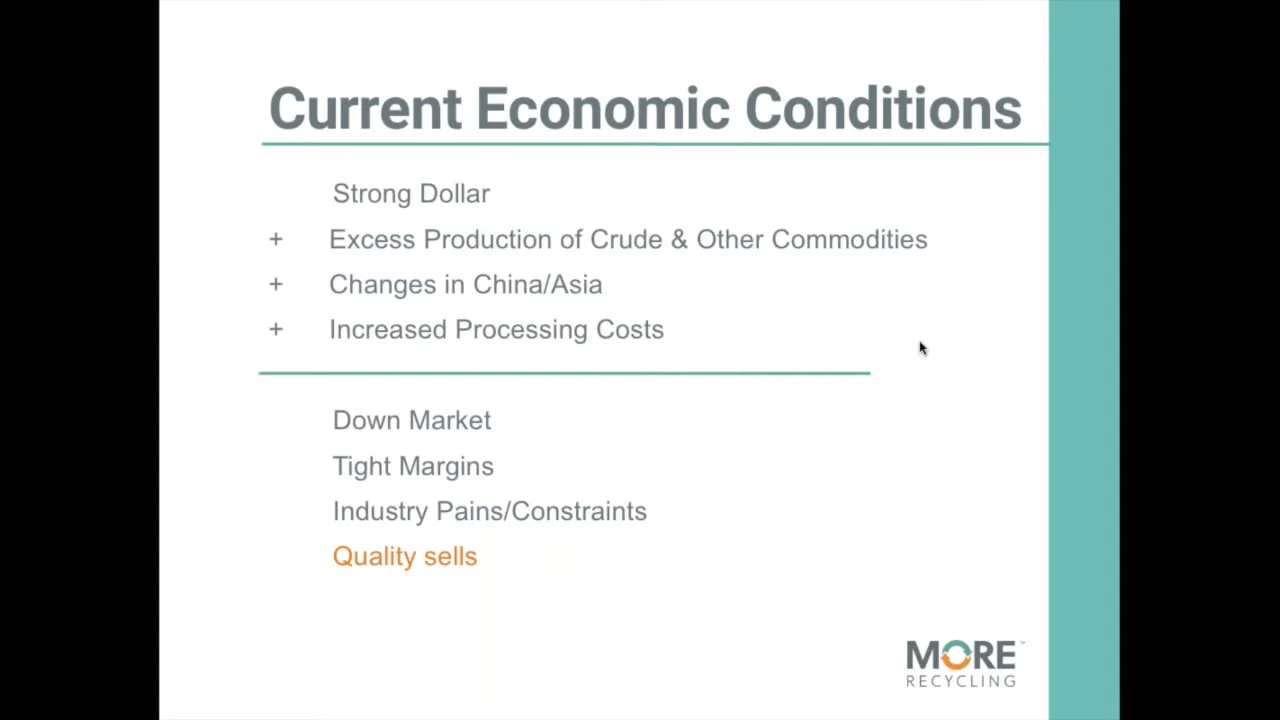 Current Economic Conditions
Strong Dollar
+ Excess Production of Crude & Other Commodities
+ Changes in China/Asia
+ Increased Processing Costs
Down Market
Tight Margins
Industry Pains/Constraints
Quality sells
MORE™
RECYCLING